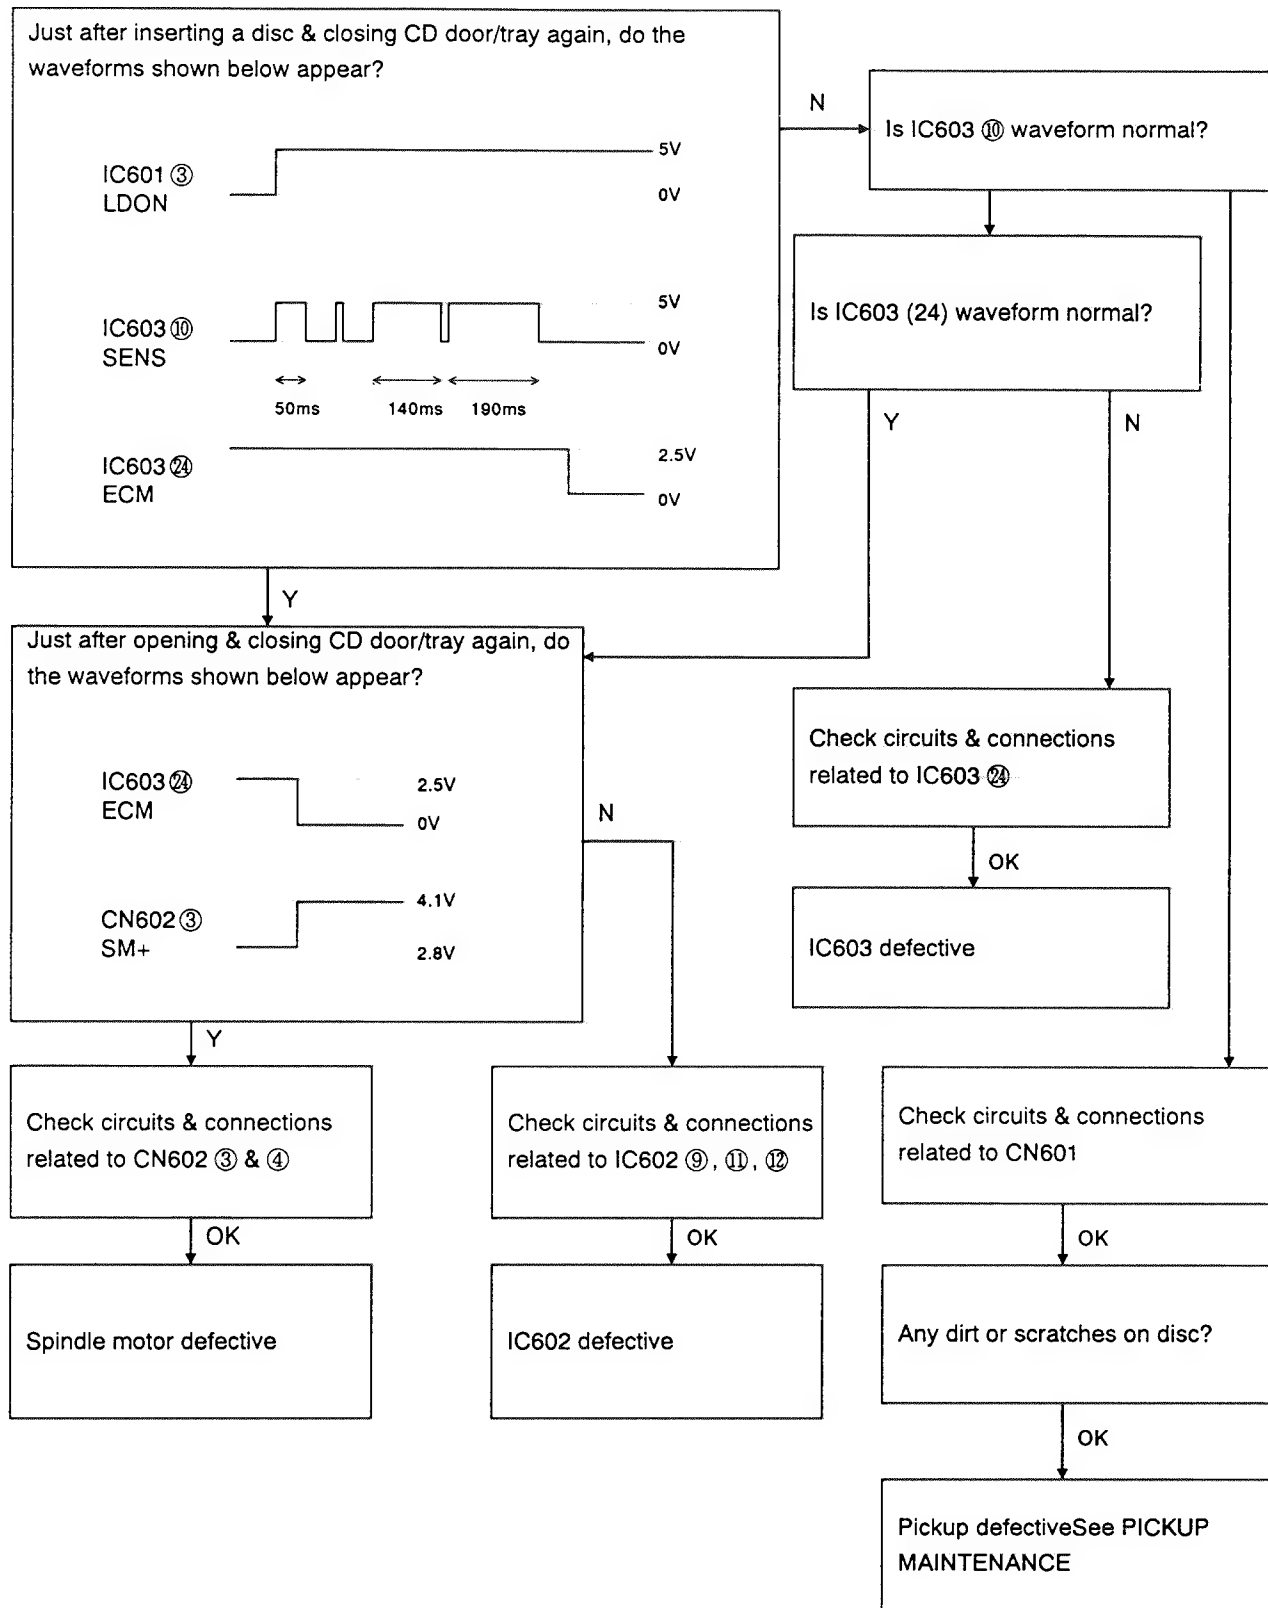 Just after inserting a disc & closing CD door/tray again, do the
waveforms shown below appear?
N
Is IC603 ⑩ waveform normal?
IC601 ③
LDON
5V
0V
Is IC603 (24) waveform normal?
IC603 ⑩
SENS
5V
0V
50ms
140ms
190ms
Y
N
IC603 ㉔
ECM
2.5V
0V
Y
Just after opening & closing CD door/tray again, do
the waveforms shown below appear?
Check circuits & connections
related to IC603 ㉔
IC603 ㉔
ECM
2.5V
0V
N
OK
CN602 ③
SM+
4.1V
2.8V
IC603 defective
Y
Check circuits & connections
related to CN602 ③ & ④
Check circuits & connections
related to IC602 ⑨, ⑪, ⑫
Check circuits & connections
related to CN601
OK
OK
OK
Spindle motor defective
IC602 defective
Any dirt or scratches on disc?
OK
Pickup defectiveSee PICKUP
MAINTENANCE